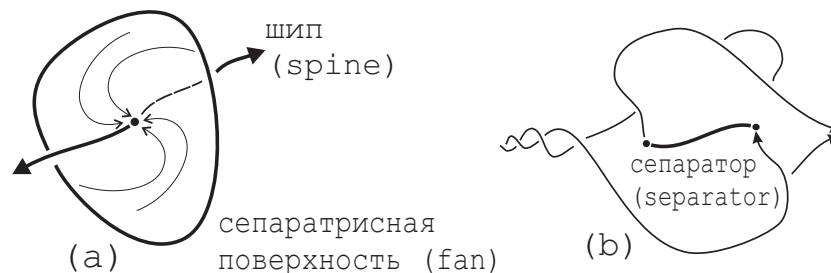 шип
(spine)
сепаратор
(separator)
сепаратрисная
поверхность (fan)
(a)
(b)